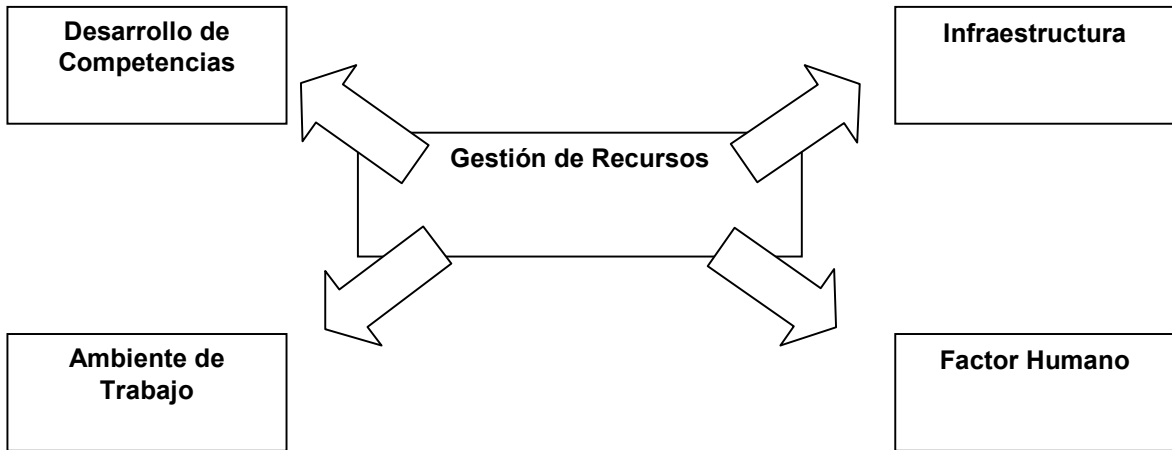 Desarrollo de
Competencias
Infraestructura
Gestión de Recursos
Ambiente de
Trabajo
Factor Humano